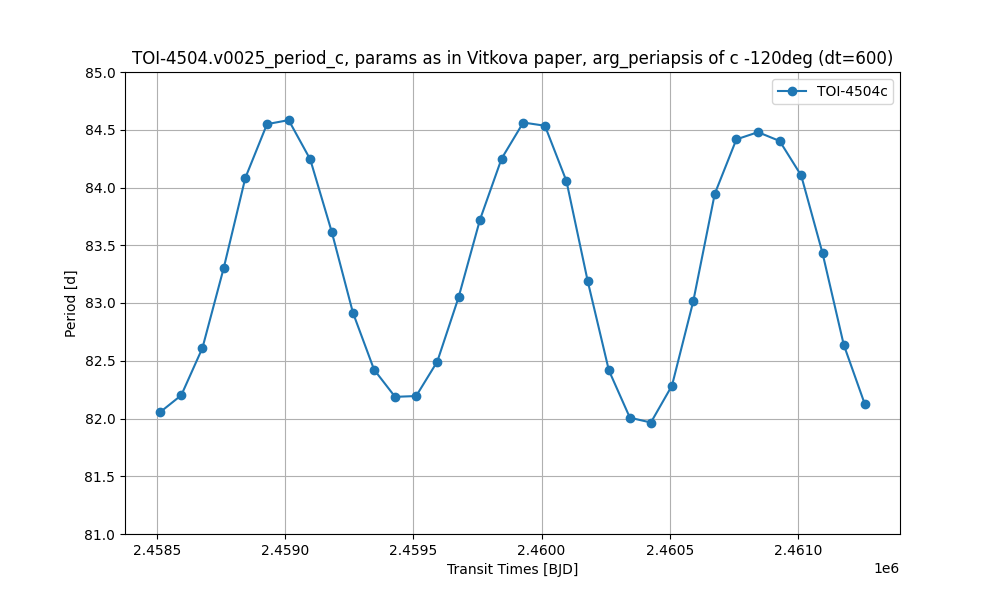 TOI-4504.v0025_period_c, params as in Vitkova paper, arg_periapsis of c -120deg (dt=600)
TOI-4504c
85.0
84.5
84.0
83.5
83.0
82.5
82.0
81.5
81.0
Period [d]
2.4585 2.4590 2.4595 2.4600 2.4605 2.4610
Transit Times [BJD]
1e6